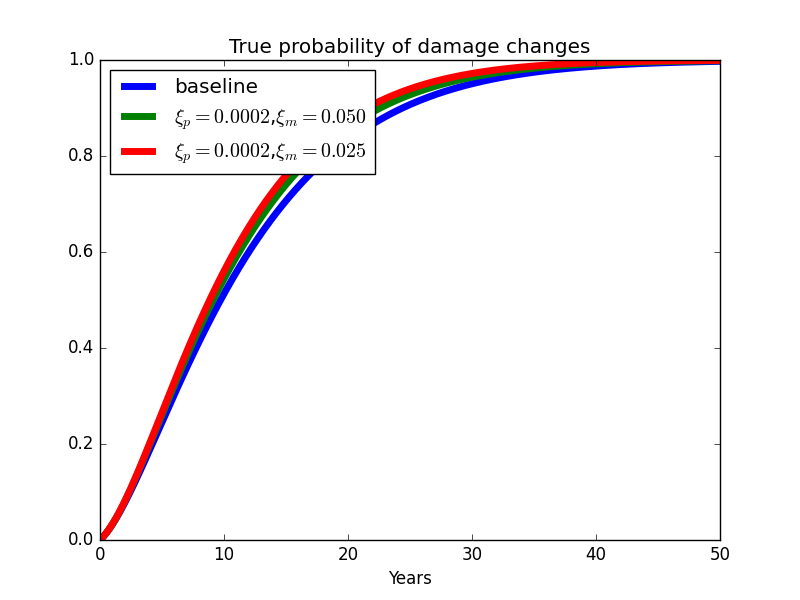 True probability of damage changes
1.0
baseline
ξₚ = 0.0002,ξₘ = 0.050
ξₚ = 0.0002,ξₘ = 0.025
0.8
0.6
0.4
0.2
0.0
0 10 20 30 40 50
Years